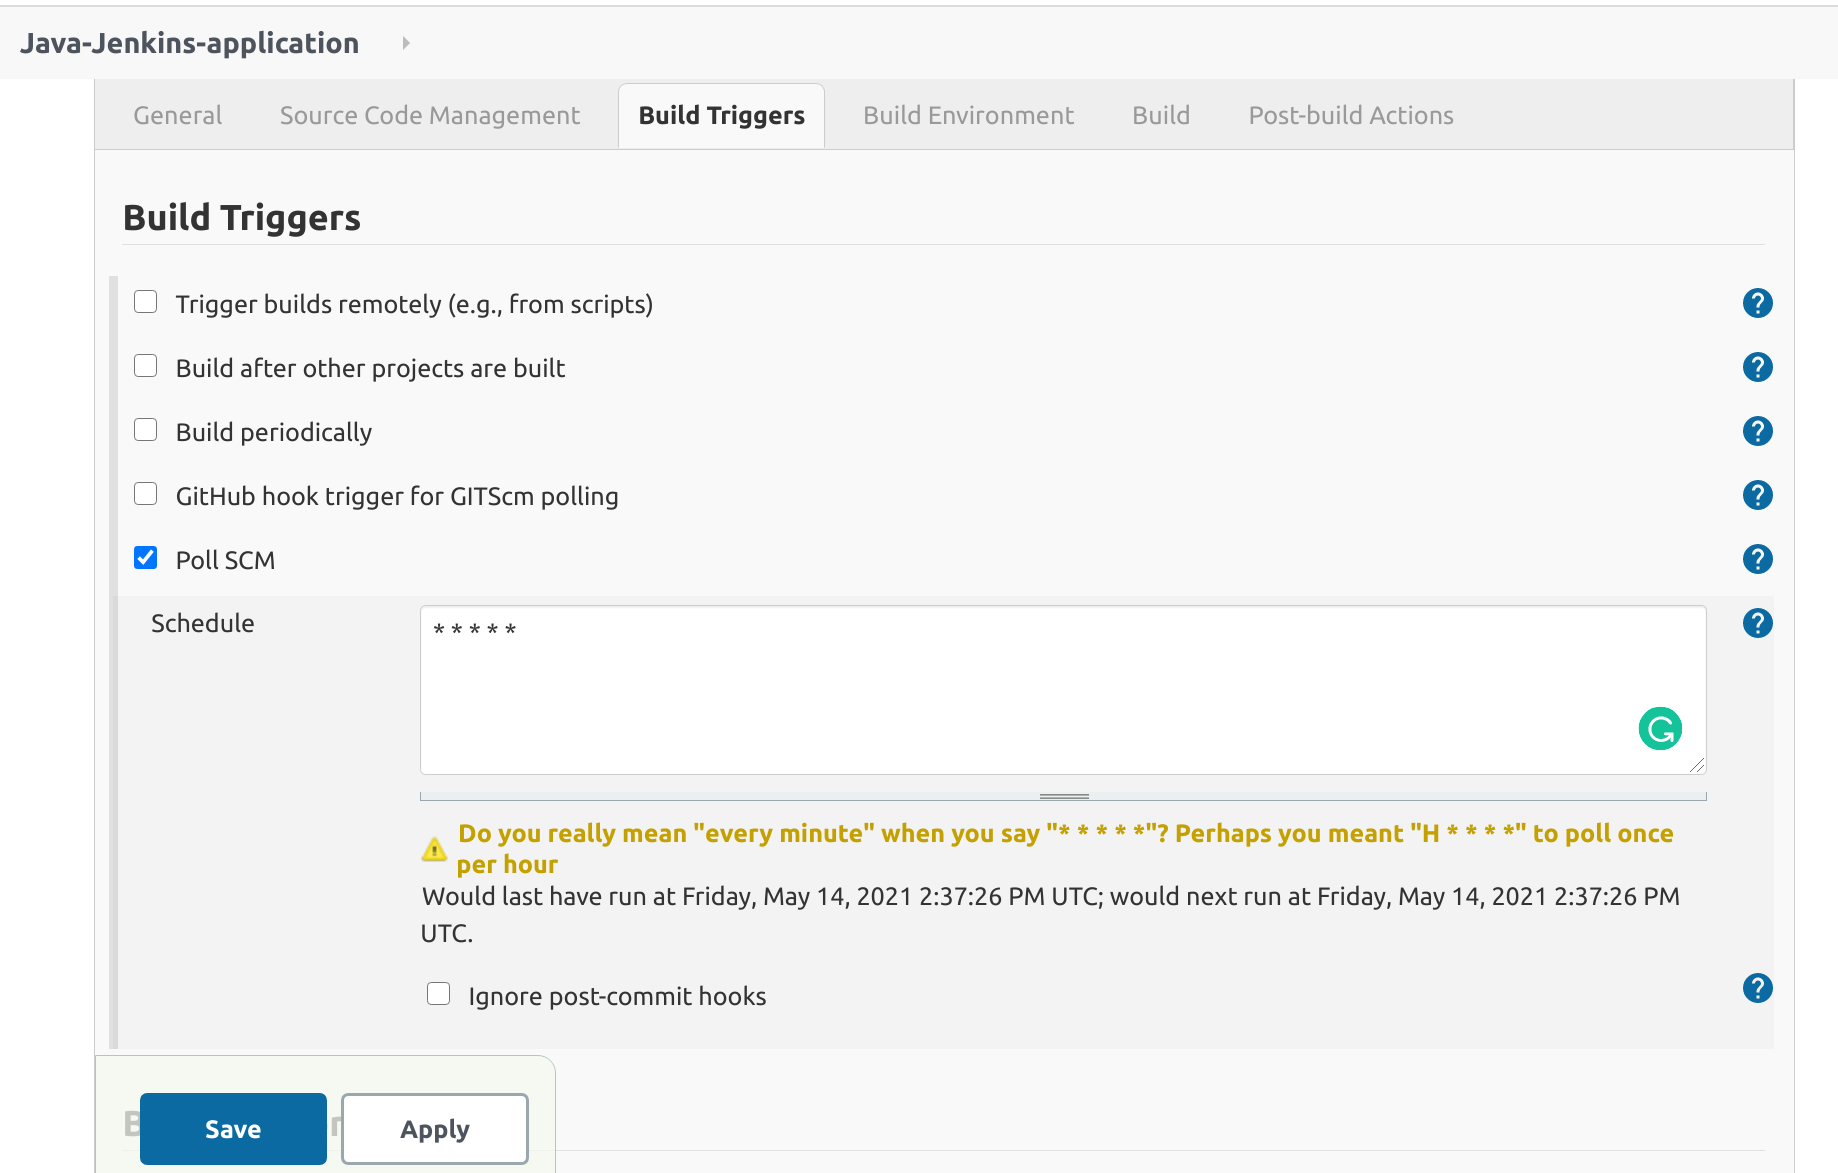 Java-Jenkins-application
General Source Code Management Build Triggers Build Environment Build Post-build Actions
Build Triggers
Trigger builds remotely (e.g., from scripts)
Build after other projects are built
Build periodically
GitHub hook trigger for GITScm polling
Poll SCM
Schedule
* * * * *
Do you really mean "every minute" when you say "* * * * *"? Perhaps you meant "H * * * *" to poll once
per hour
Would last have run at Friday, May 14, 2021 2:37:26 PM UTC; would next run at Friday, May 14, 2021 2:37:26 PM
UTC.
Ignore post-commit hooks
Save Apply